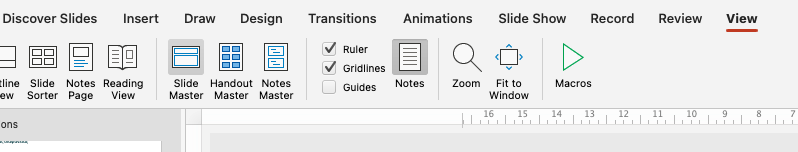 Discover Slides Insert Draw Design Transitions Animations Slide Show Record Review View
Slide Sorter
Notes Page
Reading View
Slide Master
Handout Master
Notes Master
Ruler
Gridlines
Guides
Notes
Zoom
Fit to Window
Macros
16 15 14 13 12 11 10 9 8 7